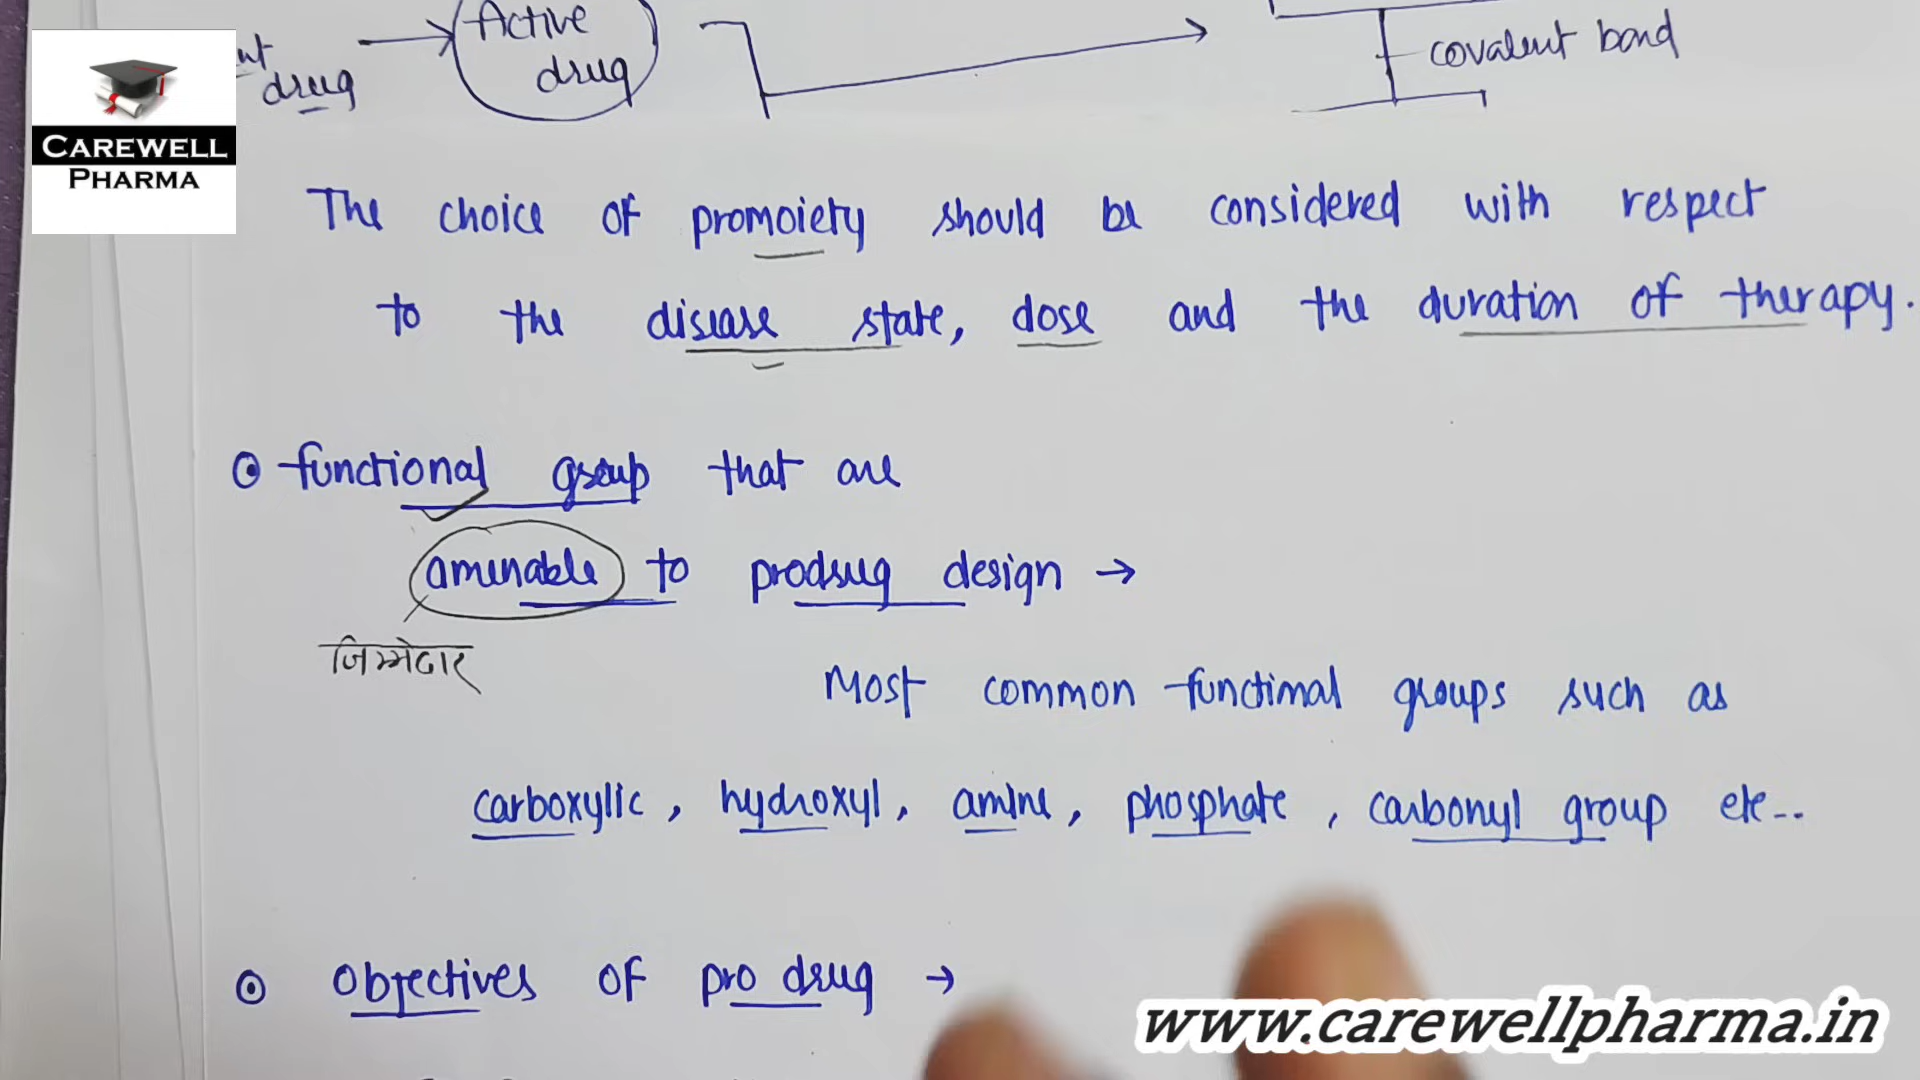 Active
drug
drug
covalent bond
CAREWELL
PHARMA
The choice of promoiety should be considered with respect
to the disease state, dose and the duration of therapy.
functional group that are
amenable to prodrug design →
जिम्मेदार
Most common functional groups such as
carboxylic, hydroxyl, amine, phosphate, carbonyl group etc..
Objectives of pro drug →
www.carewellpharma.in